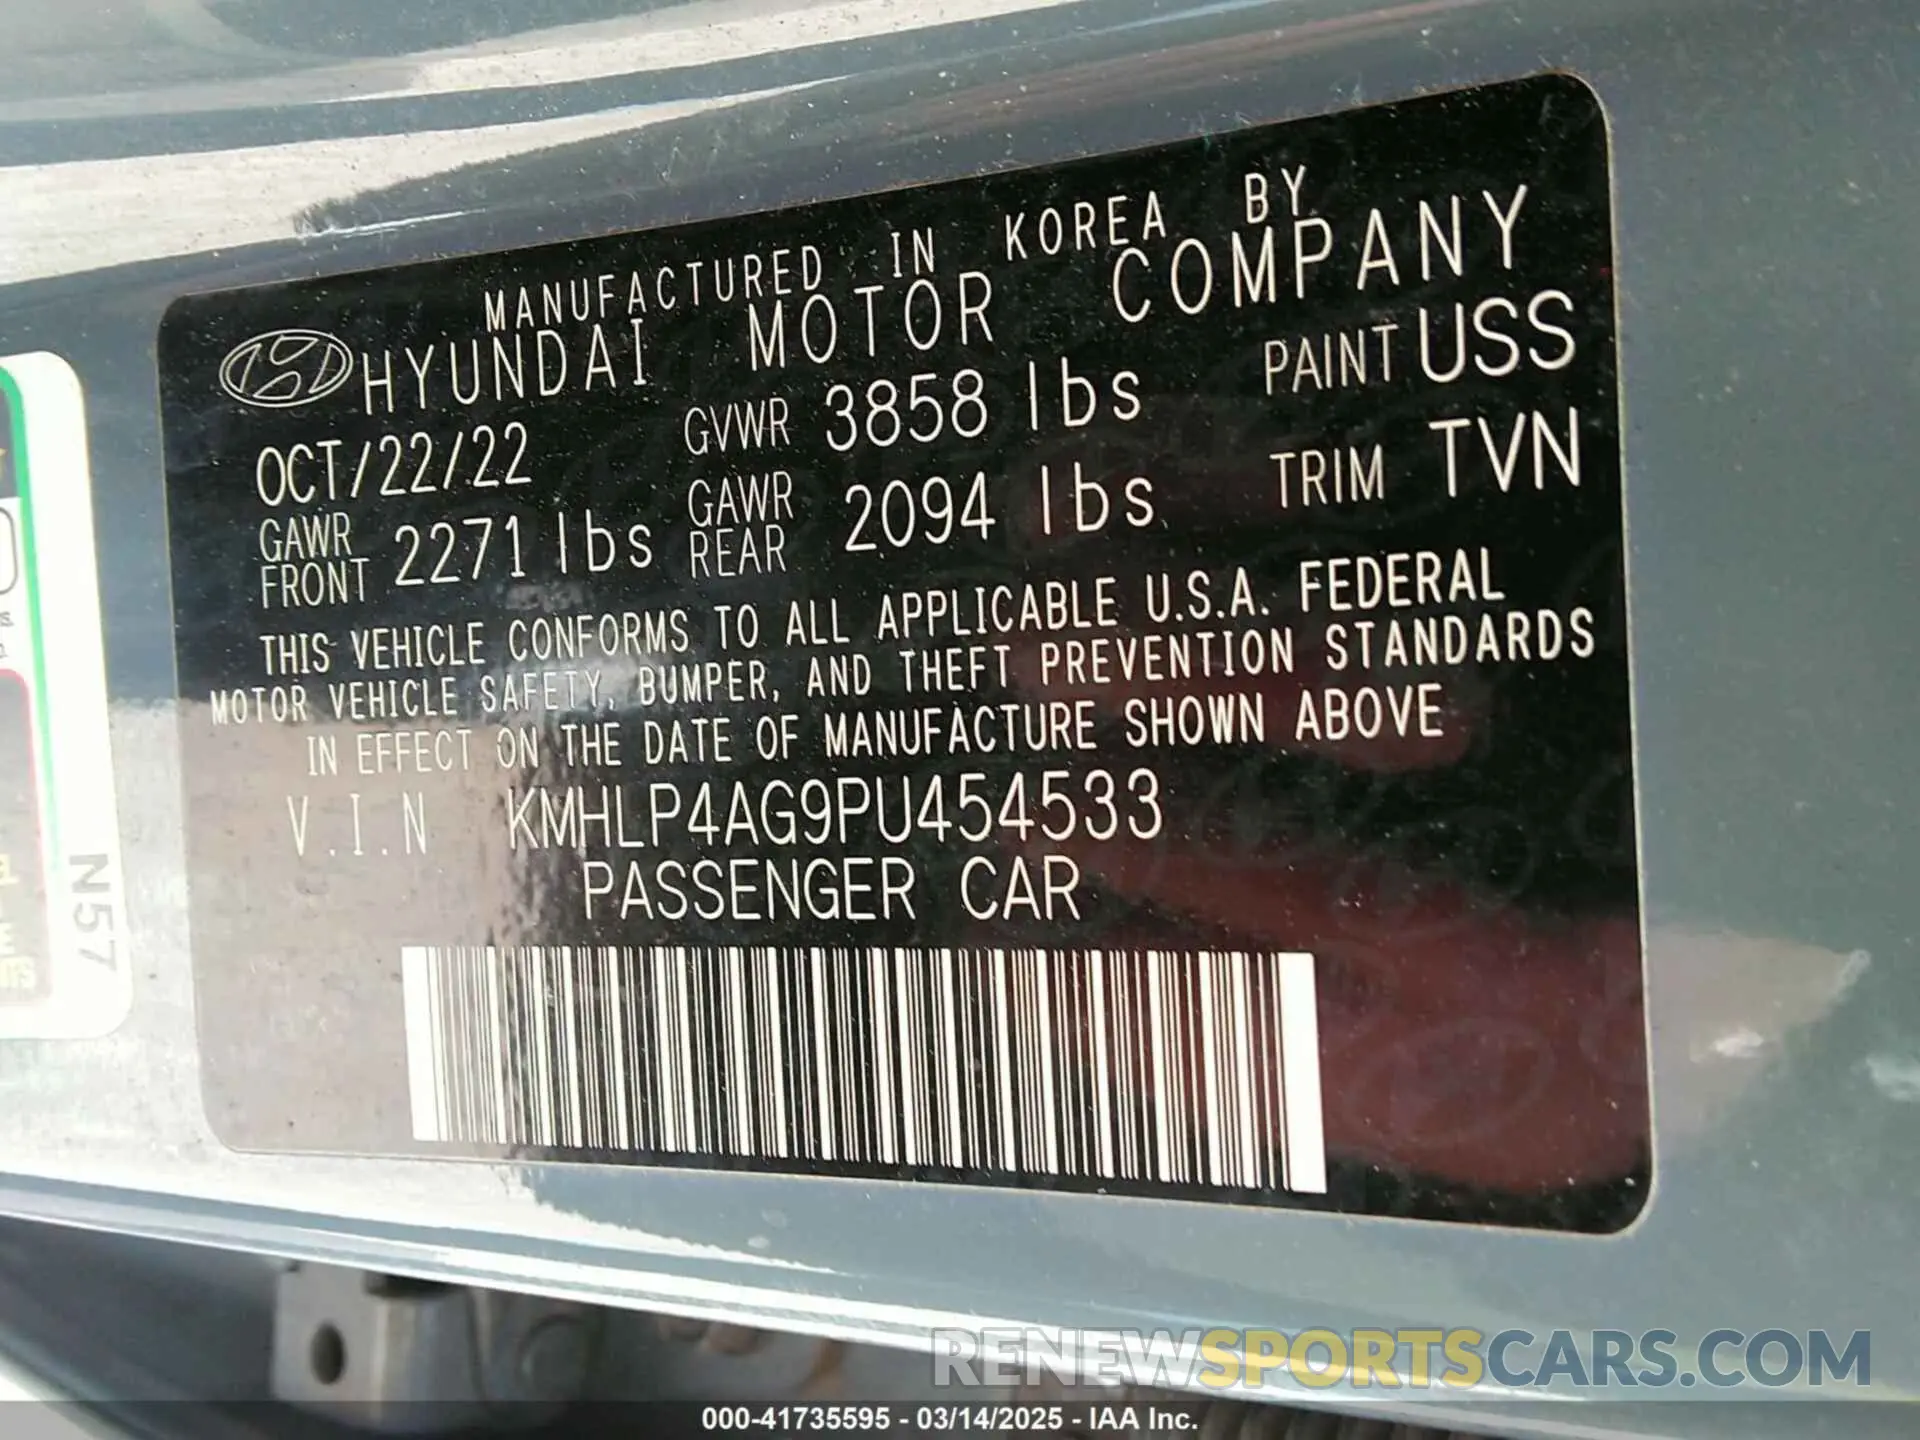 MANUFACTURED IN KOREA BY
HYUNDAI MOTOR COMPANY
OCT/22/22 GVWR 3858 lbs PAINT USS
GAWR FRONT 2271 lbs GAWR REAR 2094 lbs TRIM TVN
THIS VEHICLE CONFORMS TO ALL APPLICABLE U.S.A. FEDERAL
MOTOR VEHICLE SAFETY, BUMPER, AND THEFT PREVENTION STANDARDS
IN EFFECT ON THE DATE OF MANUFACTURE SHOWN ABOVE
V.I.N KMHLP4AG9PU454533
PASSENGER CAR
N57
RENEWSPORTSCARS.COM
000-41735595 - 03/14/2025 - IAA Inc.